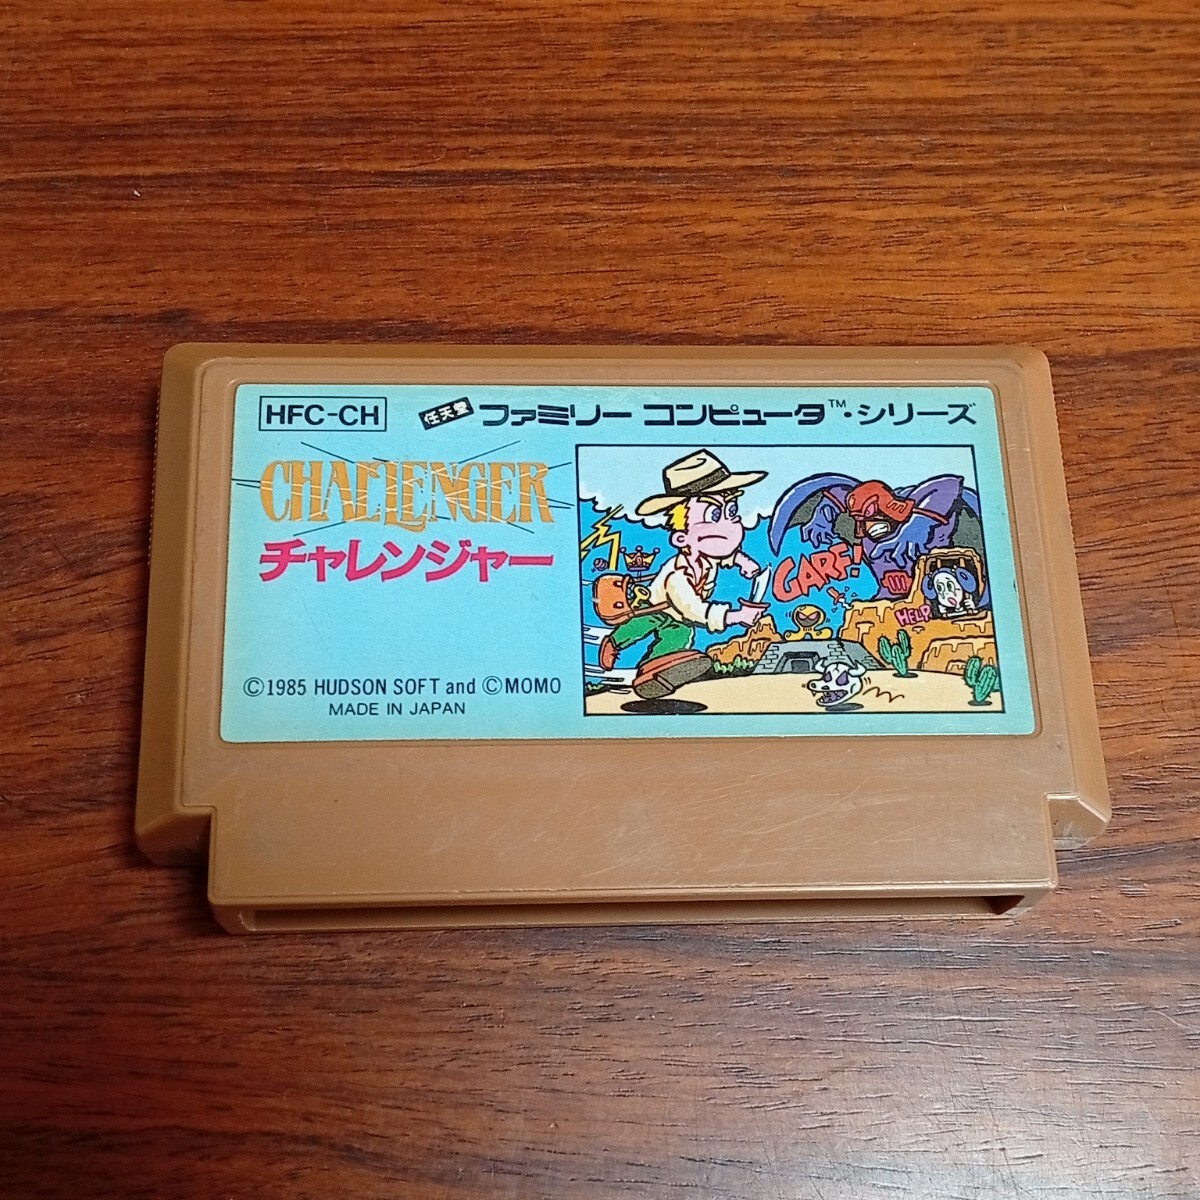 HFC-CH
任天堂 ファミリー コンピュータ™・シリーズ
CHALLENGER
チャレンジャー
GARF!
HELP
©1985 HUDSON SOFT and ©MOMO
MADE IN JAPAN